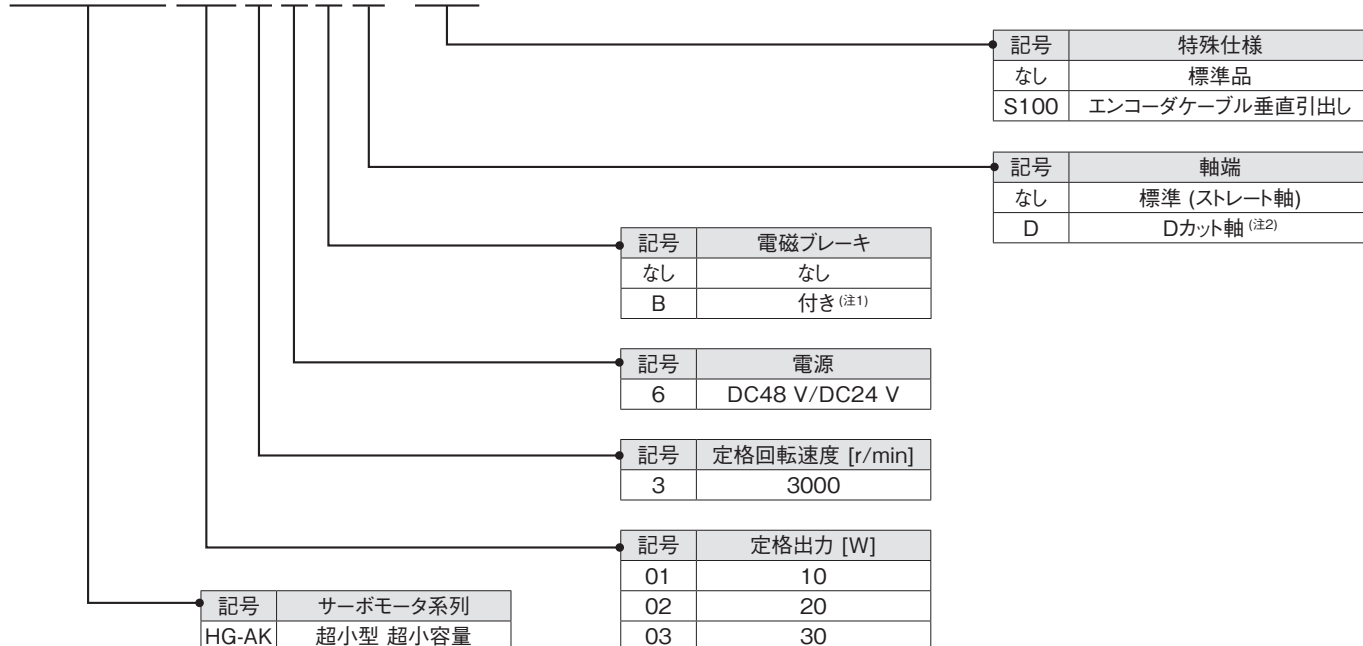 記号 特殊仕様
なし 標準品
S100 エンコーダケーブル垂直引出し
記号 軸端
なし 標準 (ストレート軸)
D Dカット軸 (注2)
記号 電磁ブレーキ
なし なし
B 付き (注1)
記号 電源
6 DC48 V/DC24 V
記号 定格回転速度 [r/min]
3 3000
記号 定格出力 [W]
01 10
02 20
03 30
記号 サーボモータ系列
HG-AK 超小型 超小容量